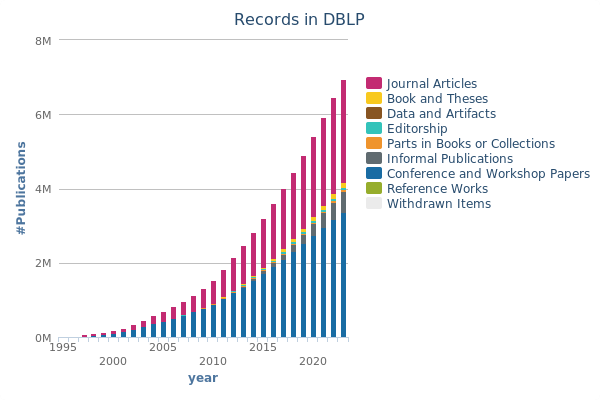 Records in DBLP
8M
6M
4M
2M
0M
#Publications
1995
2000
2005
2010
2015
2020
year
Journal Articles
Book and Theses
Data and Artifacts
Editorship
Parts in Books or Collections
Informal Publications
Conference and Workshop Papers
Reference Works
Withdrawn Items